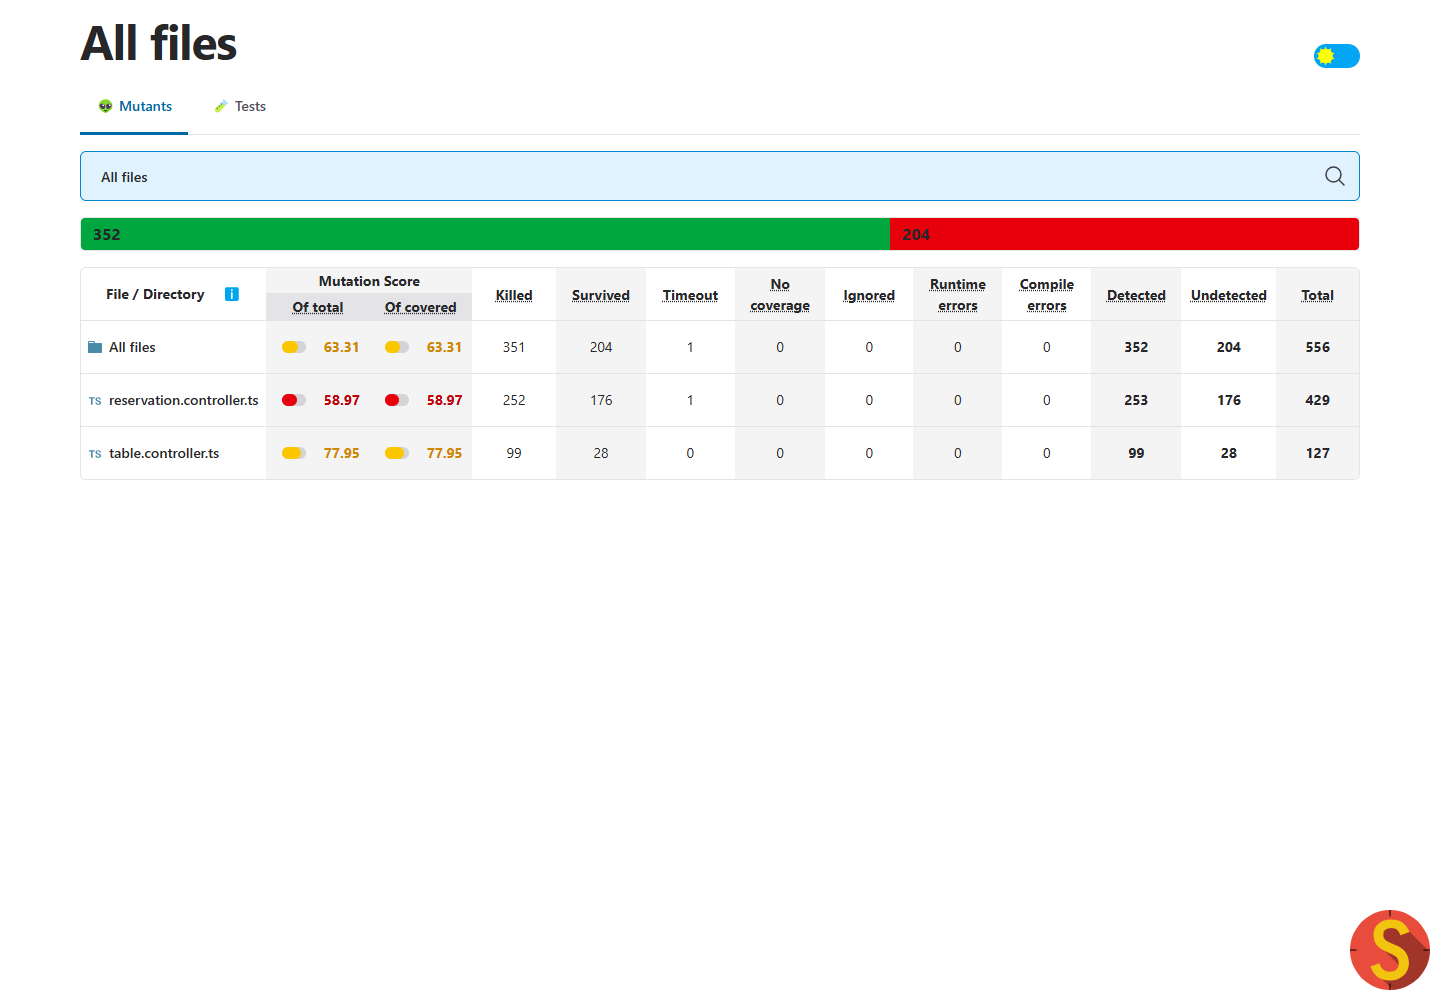 All files
Mutants Tests
All files
352 204
File / Directory Mutation Score Of total Of covered Killed Survived Timeout No coverage Ignored Runtime errors Compile errors Detected Undetected Total
All files 63.31 63.31 351 204 1 0 0 0 0 352 204 556
TS reservation.controller.ts 58.97 58.97 252 176 1 0 0 0 0 253 176 429
TS table.controller.ts 77.95 77.95 99 28 0 0 0 0 0 99 28 127
S